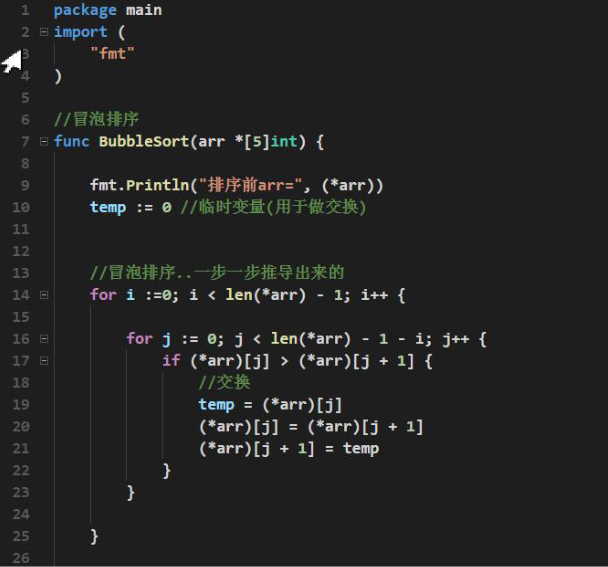 1 package main
2 import (
3     "fmt"
4 )
5
6 //冒泡排序
7 func BubbleSort(arr *[5]int) {
8
9     fmt.Println("排序前arr=", (*arr))
10     temp := 0 //临时变量(用于做交换)
11
12
13     //冒泡排序..一步一步推导出来的
14     for i :=0; i < len(*arr) - 1; i++ {
15
16         for j := 0; j < len(*arr) - 1 - i; j++ {
17             if (*arr)[j] > (*arr)[j + 1] {
18                 //交换
19                 temp = (*arr)[j]
20                 (*arr)[j] = (*arr)[j + 1]
21                 (*arr)[j + 1] = temp
22             }
23         }
24
25     }
26